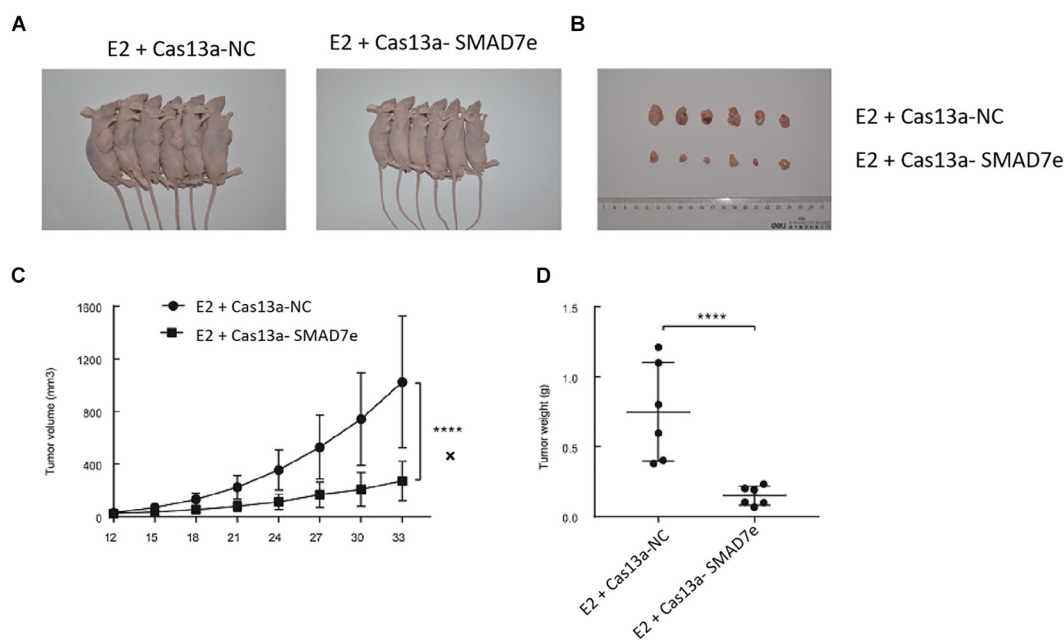 A
E2 + Cas13a-NC
E2 + Cas13a- SMAD7e
B
E2 + Cas13a-NC
E2 + Cas13a- SMAD7e
deli
C
E2 + Cas13a-NC
E2 + Cas13a- SMAD7e
Tumor volume (mm3)
1600
1200
800
400
0
12 15 18 21 24 27 30 33
****
×
D
Tumor weight (g)
1.5
1.0
0.5
0.0
****
E2 + Cas13a-NC
E2 + Cas13a- SMAD7e